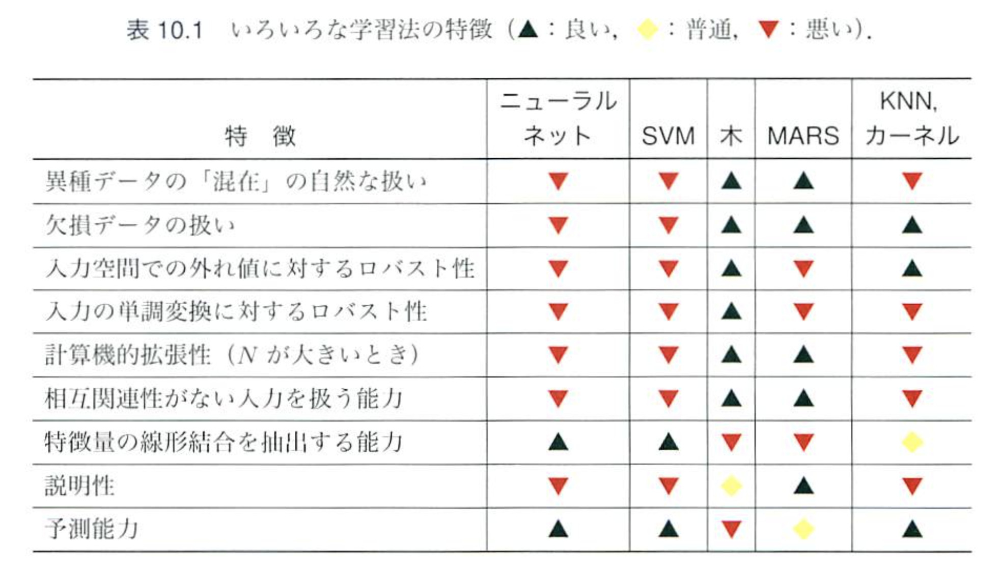 表 10.1 いろいろな学習法の特徴(▲:良い, ◆:普通, ▼:悪い).
特 徴 ニューラルネット SVM 木 MARS KNN, カーネル
異種データの「混在」の自然な扱い ▼ ▼ ▲ ▲ ▼
欠損データの扱い ▼ ▼ ▲ ▲ ▲
入力空間での外れ値に対するロバスト性 ▼ ▼ ▲ ▼ ▲
入力の単調変換に対するロバスト性 ▼ ▼ ▲ ▼ ▼
計算機的拡張性(N が大きいとき) ▼ ▼ ▲ ▲ ▼
相互関連性がない入力を扱う能力 ▼ ▼ ▲ ▲ ▼
特徴量の線形結合を抽出する能力 ▲ ▲ ▼ ▼ ◆
説明性 ▼ ▼ ◆ ▲ ▼
予測能力 ▲ ▲ ▼ ◆ ▲